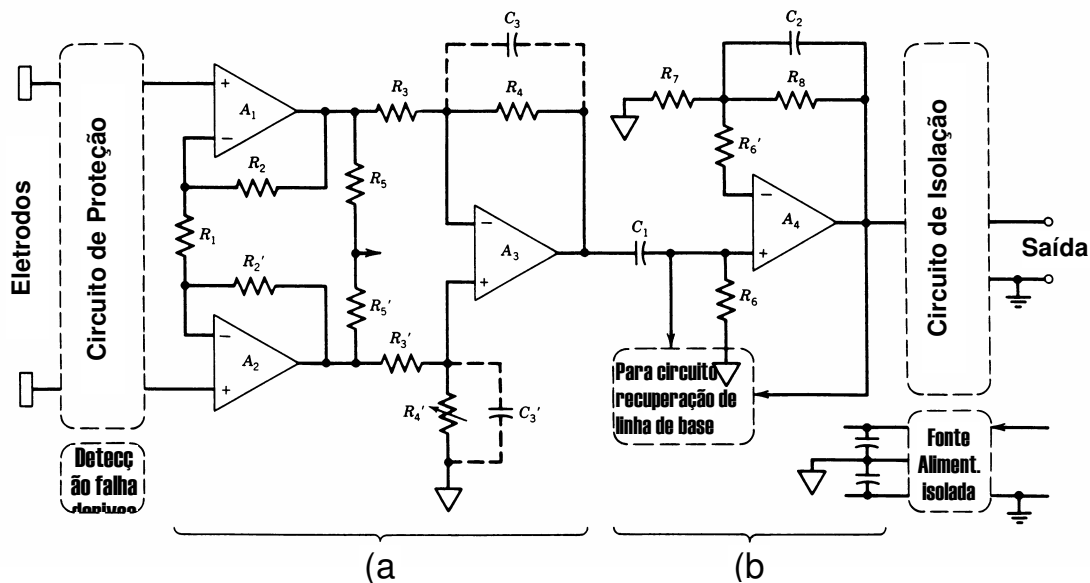 Eletrodos
Circuito de Proteção
Detecç
ão falha
A₁
+
−
R₂
R₁
R₂'
−
A₂
+
R₅
R₅'
R₃
R₃'
C₃
R₄
−
A₃
+
R₄'
C₃'
C₁
R₇
C₂
R₈
R₆'
−
A₄
+
R₆
Para circuito
recuperação de
linha de base
Circuito de Isolação
Saída
Fonte
Aliment.
isolada
(a
(b